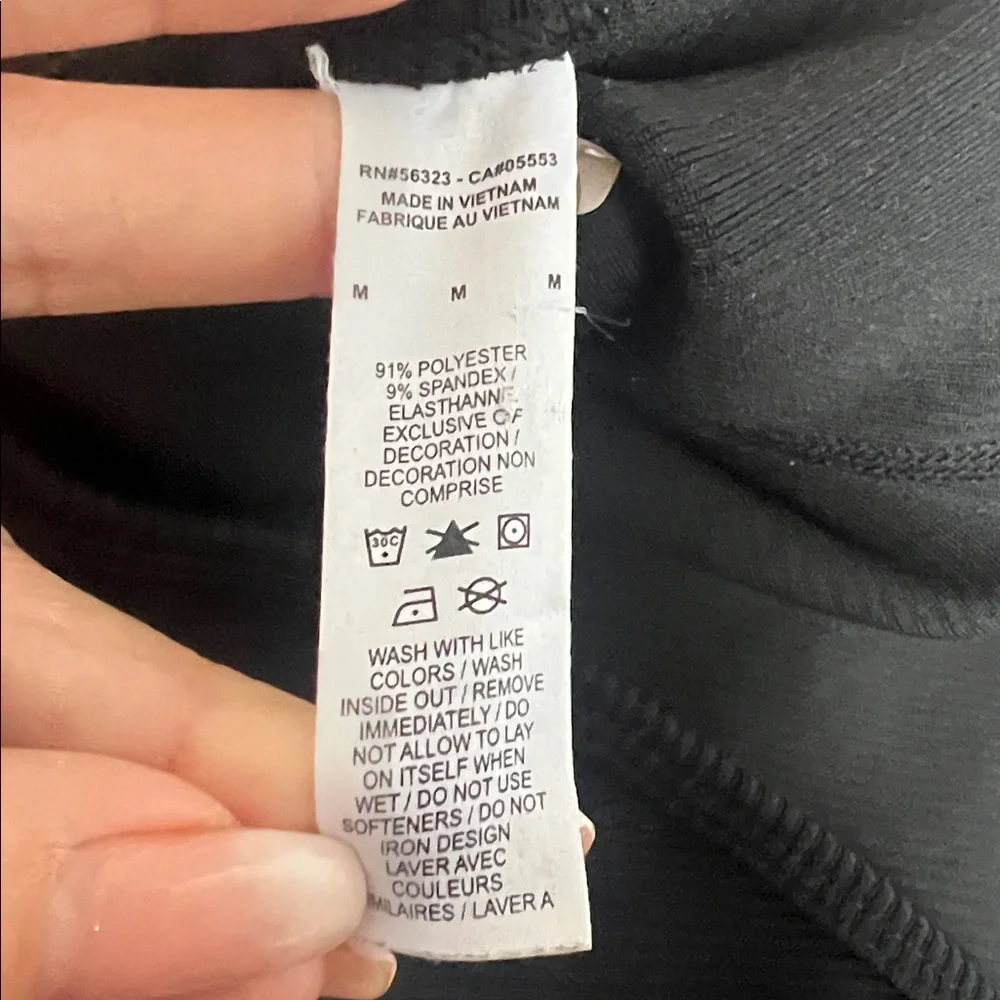 RN#56323 - CA#05553
MADE IN VIETNAM
FABRIQUE AU VIETNAM
M M M
91% POLYESTER
9% SPANDEX /
ELASTHANNE
EXCLUSIVE OF
DECORATION /
DECORATION NON
COMPRISE
30C
WASH WITH LIKE
COLORS / WASH
INSIDE OUT / REMOVE
IMMEDIATELY / DO
NOT ALLOW TO LAY
ON ITSELF WHEN
WET / DO NOT USE
SOFTENERS / DO NOT
IRON DESIGN
LAVER AVEC
COULEURS
MILAIRES / LAVER A